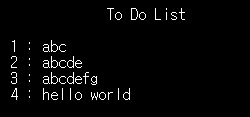 To Do List
1 : abc
2 : abcde
3 : abcdefg
4 : hello world